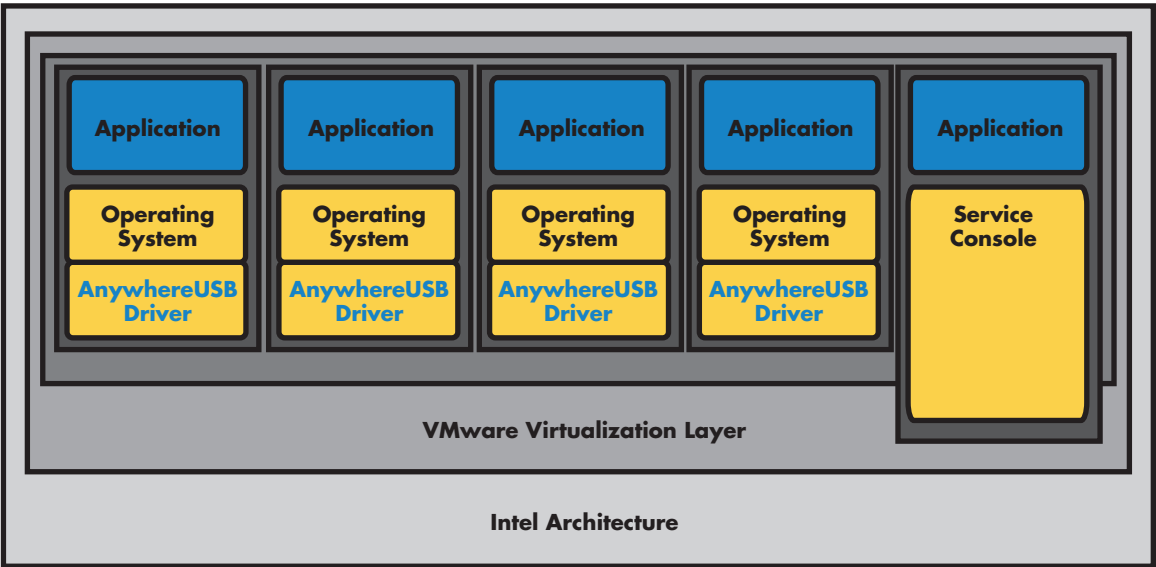 Application
Application
Application
Application
Application
Operating
System
Operating
System
Operating
System
Operating
System
Service
Console
AnywhereUSB
Driver
AnywhereUSB
Driver
AnywhereUSB
Driver
AnywhereUSB
Driver
VMware Virtualization Layer
Intel Architecture